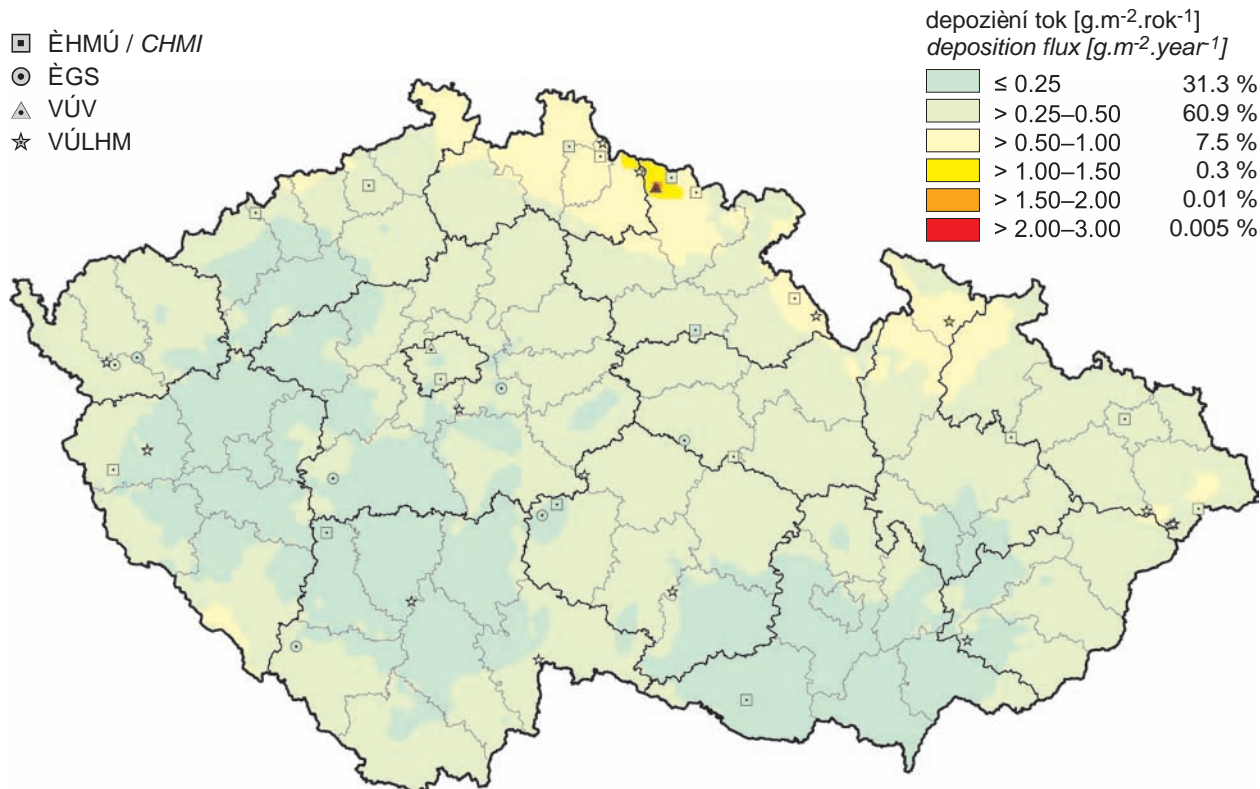 ÈHMÚ / CHMI
ÈGS
VÚV
VÚLHM
depozièní tok [g.m-2.rok-1]
deposition flux [g.m-2.year-1]
≤ 0.25 31.3 %
> 0.25–0.50 60.9 %
> 0.50–1.00 7.5 %
> 1.00–1.50 0.3 %
> 1.50–2.00 0.01 %
> 2.00–3.00 0.005 %